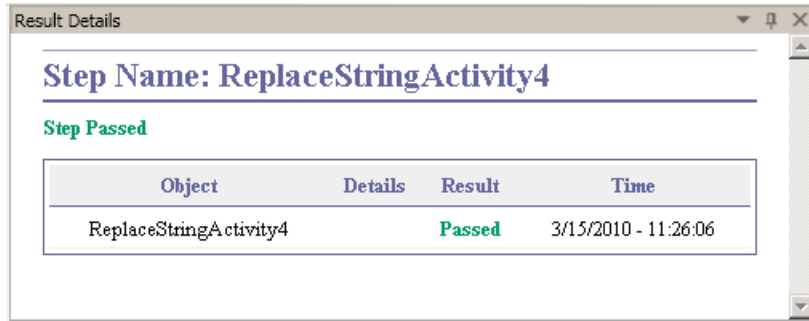 Result Details
Step Name: ReplaceStringActivity4
Step Passed
Object Details Result Time
ReplaceStringActivity4 Passed 3/15/2010 - 11:26:06